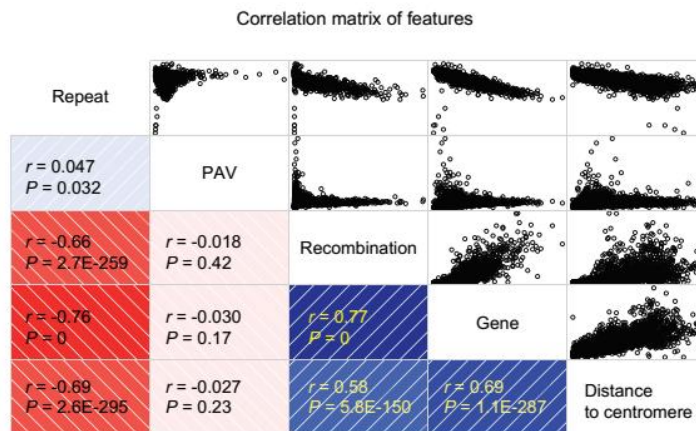 Correlation matrix of features
Repeat
r = 0.047
P = 0.032
PAV
r = -0.66
P = 2.7E-259
r = -0.018
P = 0.42
Recombination
r = -0.76
P = 0
r = -0.030
P = 0.17
r = 0.77
P = 0
Gene
r = -0.69
P = 2.6E-295
r = -0.027
P = 0.23
r = 0.58
P = 5.8E-150
r = 0.69
P = 1.1E-287
Distance
to centromere